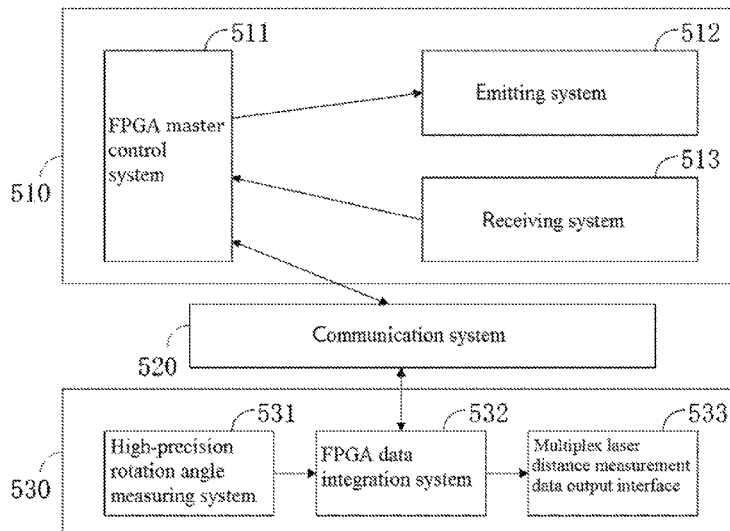 511
512
FPGA master
control
system
Emitting system
513
510
Receiving system
Communication system
520
531
532
533
High-precision
rotation angle
measuring system
FPGA data
integration system
Multiplex laser
distance measurement
data output interface
530